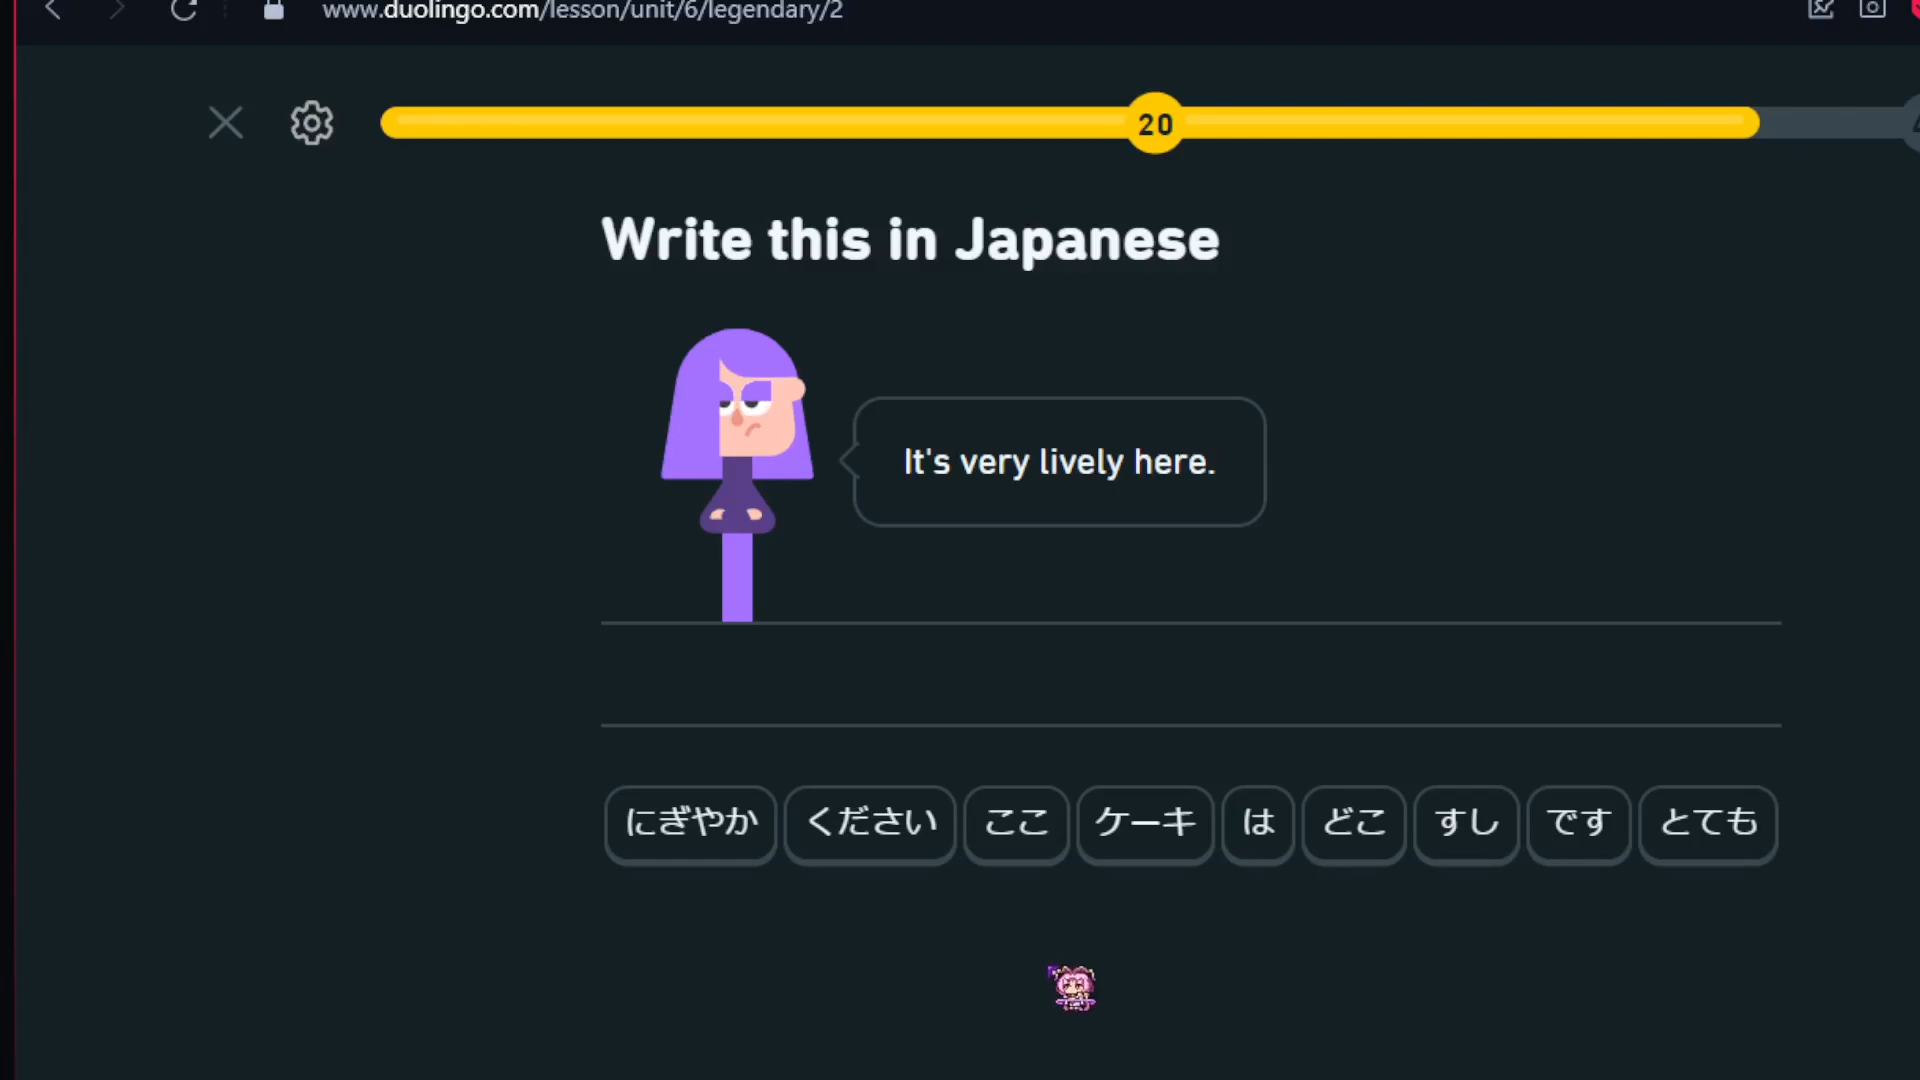 www.duolingo.com/lesson/unit/6/legendary/2
20
Write this in Japanese
It's very lively here.
にぎやか ください ここ ケーキ は どこ すし です とても